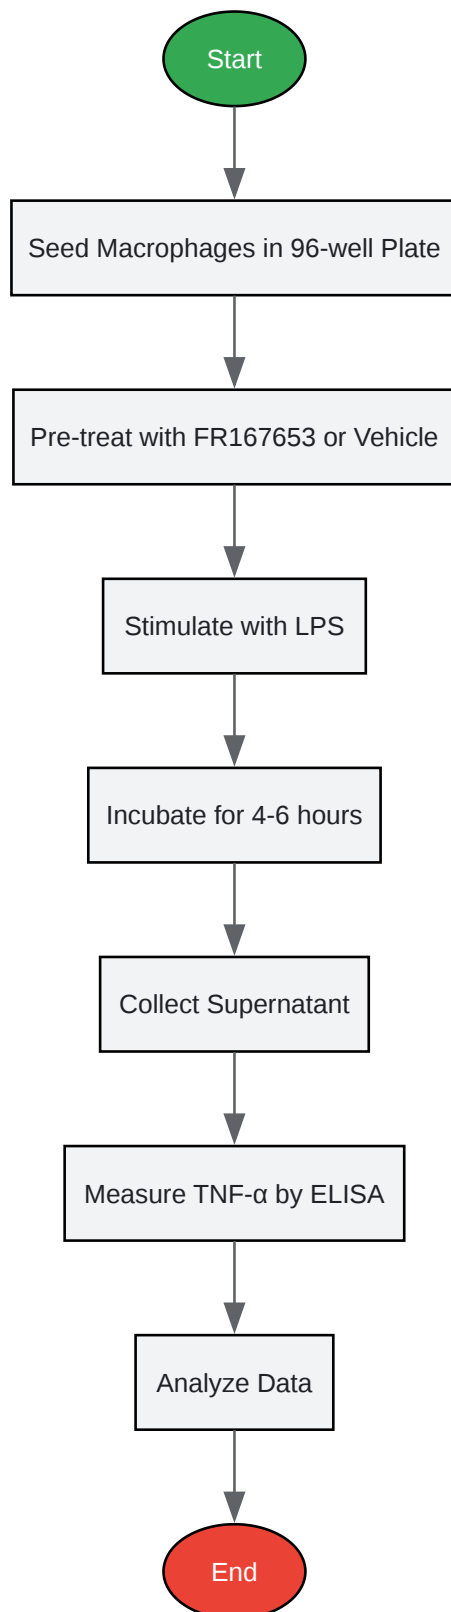 Start
Seed Macrophages in 96-well Plate
Pre-treat with FR167653 or Vehicle
Stimulate with LPS
Incubate for 4-6 hours
Collect Supernatant
Measure TNF-α by ELISA
Analyze Data
End